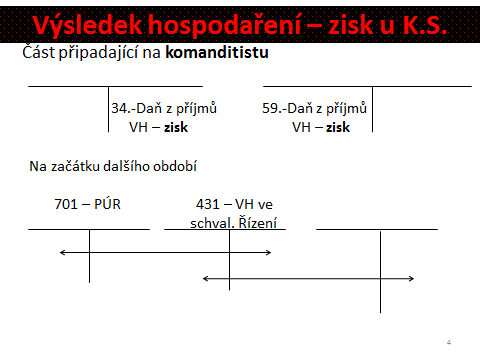 Výsledek hospodaření – zisk u K.S.
Část připadající na komanditistu
34.-Daň z příjmů
VH – zisk
59.-Daň z příjmů
VH – zisk
Na začátku dalšího období
701 – PÚR
431 – VH ve
schval. Řízení
4